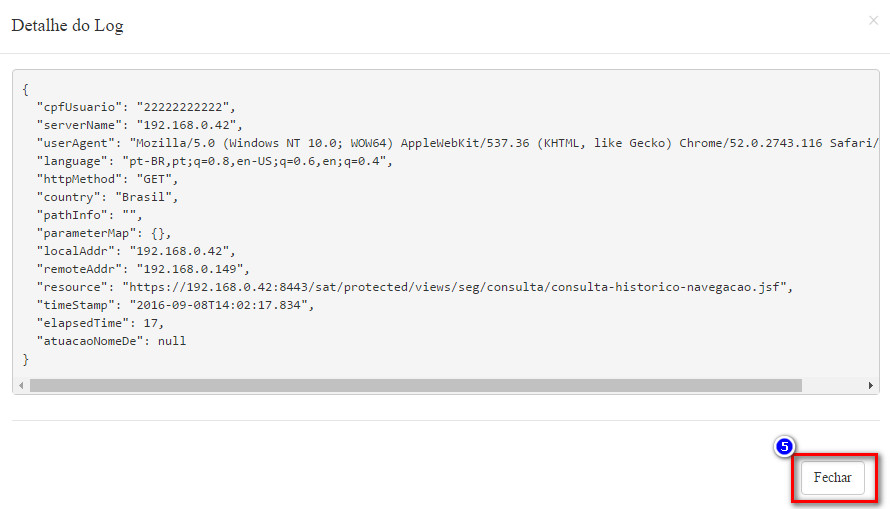 Detalhe do Log
×
{
"cpfUsuario": "22222222222",
"serverName": "192.168.0.42",
"userAgent": "Mozilla/5.0 (Windows NT 10.0; WOW64) AppleWebKit/537.36 (KHTML, like Gecko) Chrome/52.0.2743.116 Safari/
"language": "pt-BR,pt;q=0.8,en-US;q=0.6,en;q=0.4",
"httpMethod": "GET",
"country": "Brasil",
"pathInfo": "",
"parameterMap": {},
"localAddr": "192.168.0.42",
"remoteAddr": "192.168.0.149",
"resource": "https://192.168.0.42:8443/sat/protected/views/seg/consulta/consulta-historico-navegacao.jsf",
"timeStamp": "2016-09-08T14:02:17.834",
"elapsedTime": 17,
"atuacaoNomeDe": null
}
5
Fechar